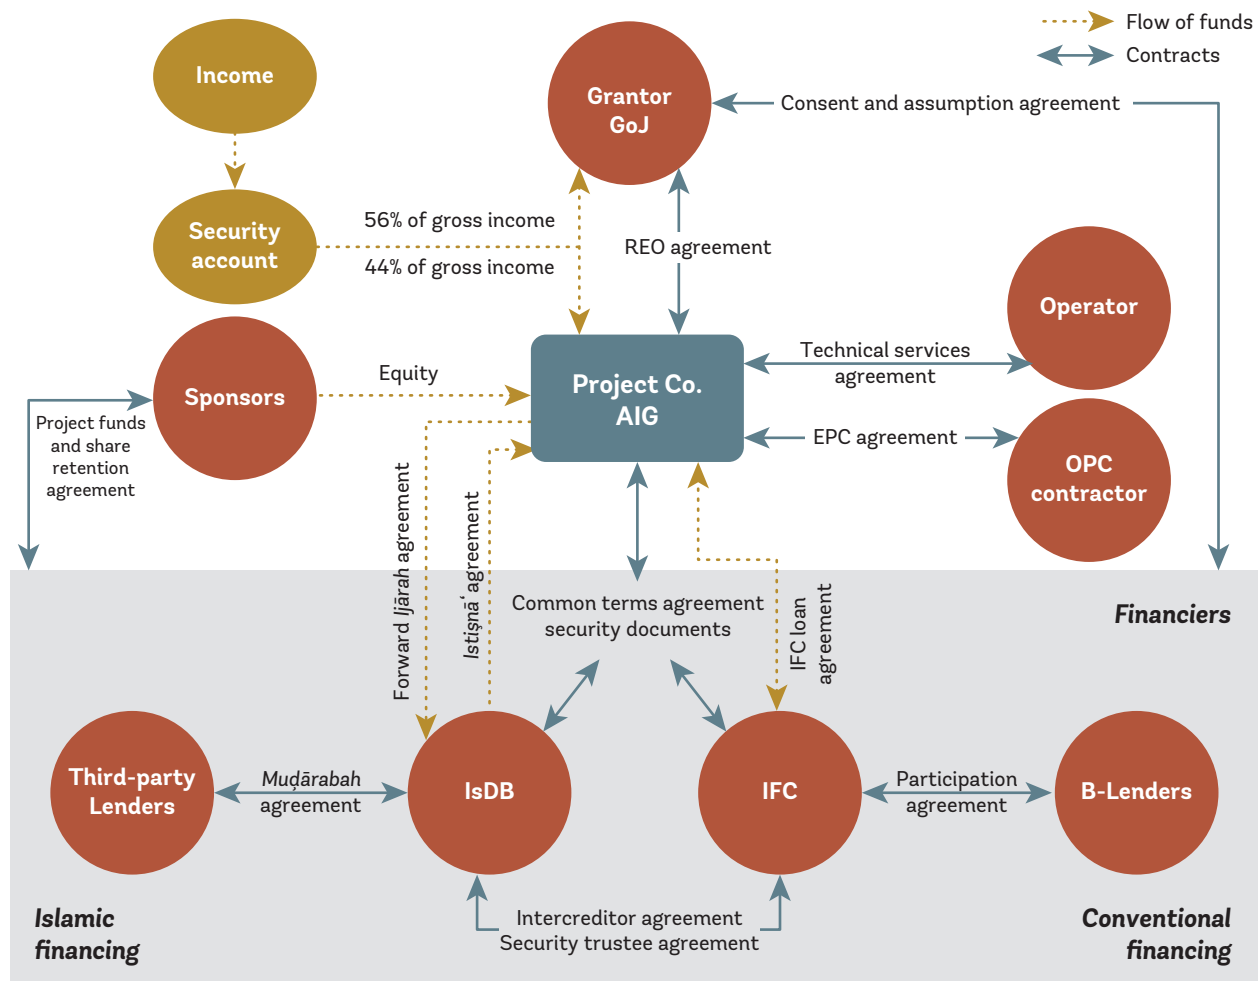 Flow of funds
Contracts
Income
Grantor
GoJ
Consent and assumption agreement
Security
account
56% of gross income
44% of gross income
REO agreement
Operator
Technical services
agreement
Sponsors
Equity
Project Co.
AIG
Project funds
and share
retention
agreement
EPC agreement
OPC
contractor
Forward Ijārah agreement
Istiṣnāʿ agreement
IFC loan
agreement
Common terms agreement
security documents
Financiers
Third-party
Lenders
Muḍārabah
agreement
IsDB
IFC
Participation
agreement
B-Lenders
Islamic
financing
Intercreditor agreement
Security trustee agreement
Conventional
financing